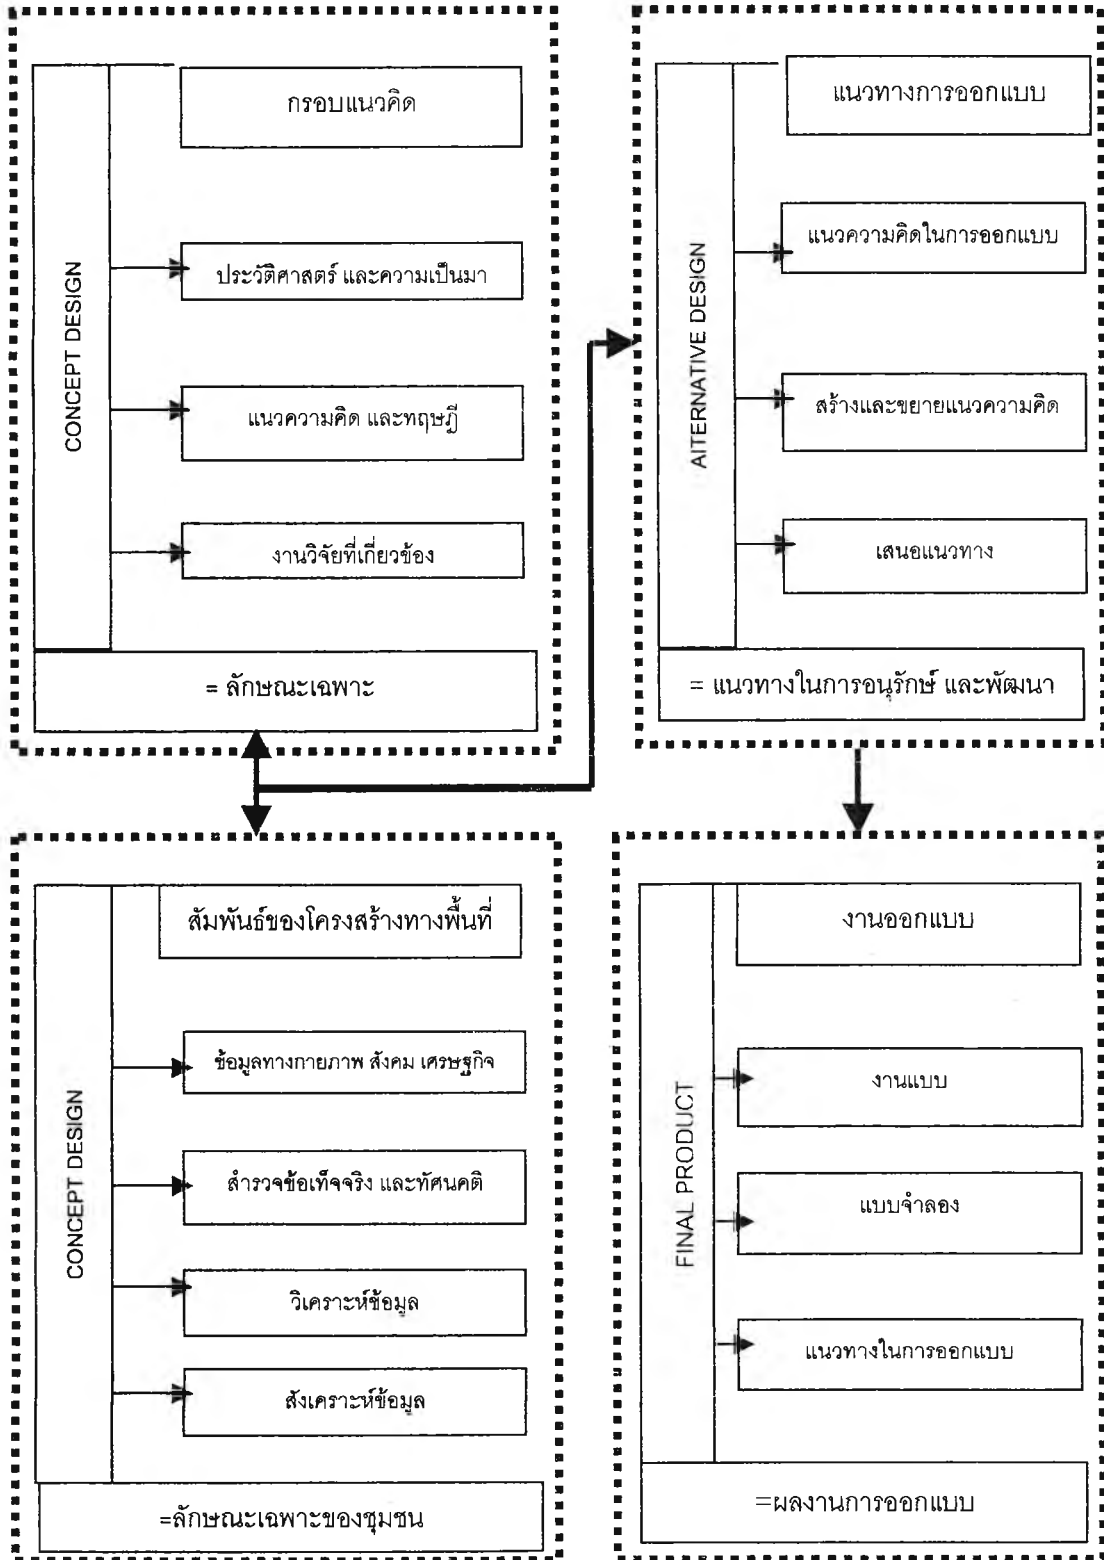 CONCEPT DESIGN
กรอบแนวคิด
ประวัติศาสตร์ และความเป็นมา
แนวความคิด และทฤษฎี
งานวิจัยที่เกี่ยวข้อง
= ลักษณะเฉพาะ
AITERNATIVE DESIGN
แนวทางการออกแบบ
แนวความคิดในการออกแบบ
สร้างและขยายแนวความคิด
เสนอแนวทาง
= แนวทางในการอนุรักษ์ และพัฒนา
CONCEPT DESIGN
สัมพันธ์ของโครงสร้างทางพื้นที่
ข้อมูลทางกายภาพ สังคม เศรษฐกิจ
สำรวจข้อเท็จจริง และทัศนคติ
วิเคราะห์ข้อมูล
สังเคราะห์ข้อมูล
=ลักษณะเฉพาะของชุมชน
FINAL PRODUCT
งานออกแบบ
งานแบบ
แบบจำลอง
แนวทางในการออกแบบ
=ผลงานการออกแบบ